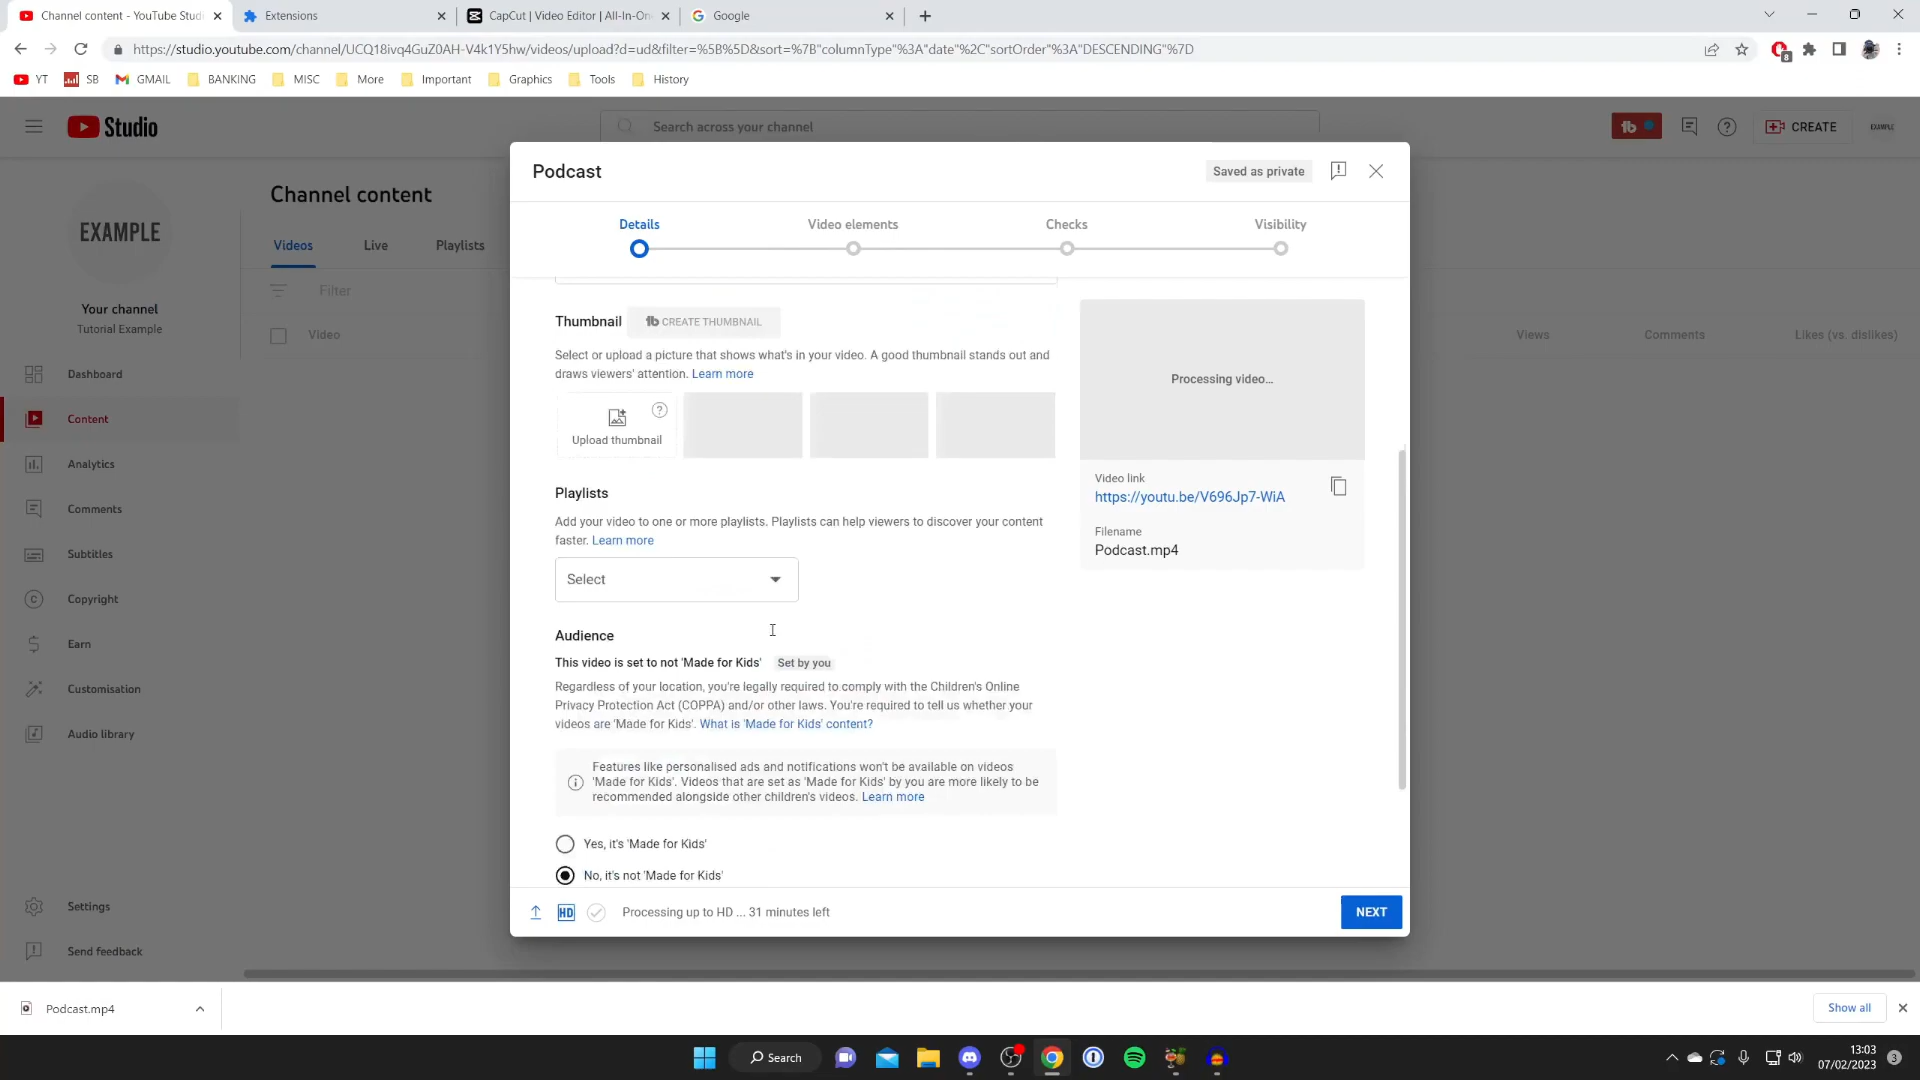 Channel content - YouTube Studi
Extensions
CapCut | Video Editor | All-In-On
Google
https://studio.youtube.com/channel/UCQ18ivq4GuZ0AH-V4k1Y5hw/videos/upload?d=ud&filter=%5B%5D&sort=%7B"columnType"%3A"date"%2C"sortOrder"%3A"DESCENDING"%7D
8
YT
SB
GMAIL
BANKING
MISC
More
Important
Graphics
Tools
History
Studio
Search across your channel
CREATE
EXAMPLE
EXAMPLE
Your channel
Tutorial Example
Dashboard
Content
Analytics
Comments
Subtitles
Copyright
Earn
Customisation
Audio library
Settings
Send feedback
Channel content
Videos
Live
Playlists
Filter
Video
Views
Comments
Likes (vs. dislikes)
Podcast
Saved as private
Details
Video elements
Checks
Visibility
Thumbnail
CREATE THUMBNAIL
Select or upload a picture that shows what's in your video. A good thumbnail stands out and
draws viewers' attention. Learn more
Upload thumbnail
Playlists
Add your video to one or more playlists. Playlists can help viewers to discover your content
faster. Learn more
Select
Audience
This video is set to not 'Made for Kids' Set by you
Regardless of your location, you're legally required to comply with the Children's Online
Privacy Protection Act (COPPA) and/or other laws. You're required to tell us whether your
videos are 'Made for Kids'. What is 'Made for Kids' content?
Features like personalised ads and notifications won't be available on videos
'Made for Kids'. Videos that are set as 'Made for Kids' by you are more likely to be
recommended alongside other children's videos. Learn more
Yes, it's 'Made for Kids'
No, it's not 'Made for Kids'
Processing video...
Video link
https://youtu.be/V696Jp7-WiA
Filename
Podcast.mp4
HD
Processing up to HD ... 31 minutes left
NEXT
Podcast.mp4
Show all
Search
13:03
07/02/2023
3